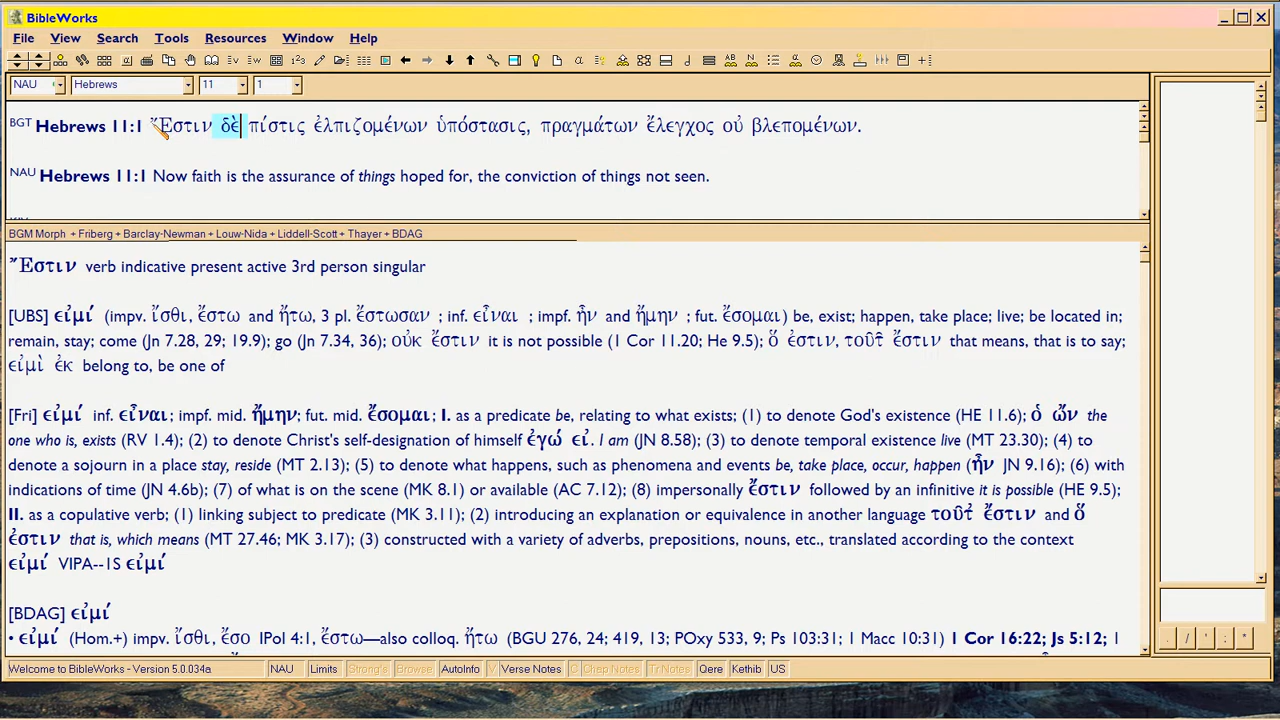 BibleWorks
File View Search Tools Resources Window Help
NAU Hebrews 11 1
BGT Hebrews 11:1 Ἔστιν δὲ πίστις ἐλπιζομένων ὑπόστασις, πραγμάτων ἔλεγχος οὐ βλεπομένων.
NAU Hebrews 11:1 Now faith is the assurance of things hoped for, the conviction of things not seen.
BGM Morph + Friberg + Barclay-Newman + Louw-Nida + Liddell-Scott + Thayer + BDAG
Ἔστιν verb indicative present active 3rd person singular
[UBS] εἰμί (impv. ἴσθι, ἔστω and ἤτω, 3 pl. ἔστωσαν ; inf. εἶναι ; impf. ἦν and ἤμην ; fut. ἔσομαι) be, exist; happen, take place; live; be located in;
remain, stay; come (Jn 7.28, 29; 19.9); go (Jn 7.34, 36); οὐκ ἔστιν it is not possible (1 Cor 11.20; He 9.5); ὅ ἐστιν, τοῦτ̓ ἔστιν that means, that is to say;
εἰμὶ ἐκ belong to, be one of
[Fri] εἰμί inf. εἶναι; impf. mid. ἤμην; fut. mid. ἔσομαι; I. as a predicate be, relating to what exists; (1) to denote God's existence (HE 11.6); ὁ ὤν the
one who is, exists (RV 1.4); (2) to denote Christ's self-designation of himself ἐγώ εἰ. I am (JN 8.58); (3) to denote temporal existence live (MT 23.30); (4) to
denote a sojourn in a place stay, reside (MT 2.13); (5) to denote what happens, such as phenomena and events be, take place, occur, happen (ἦν JN 9.16); (6) with
indications of time (JN 4.6b); (7) of what is on the scene (MK 8.1) or available (AC 7.12); (8) impersonally ἔστιν followed by an infinitive it is possible (HE 9.5);
II. as a copulative verb; (1) linking subject to predicate (MK 3.11); (2) introducing an explanation or equivalence in another language τοῦτ̓ ἔστιν and ὅ
ἐστιν that is, which means (MT 27.46; MK 3.17); (3) constructed with a variety of adverbs, prepositions, nouns, etc., translated according to the context
εἰμί VIPA--1S εἰμί
[BDAG] εἰμί
• εἰμί (Hom.+) impv. ἴσθι, ἔσο IPol 4:1, ἔστω—also colloq. ἤτω (BGU 276, 24; 419, 13; POxy 533, 9; Ps 103:31; 1 Macc 10:31) 1 Cor 16:22; Js 5:12; 1
Welcome to BibleWorks - Version 5.0.034a NAU Limits Strong's Browse AutoInfo V Verse Notes C Chap Notes Tr Notes Qere Kethib US